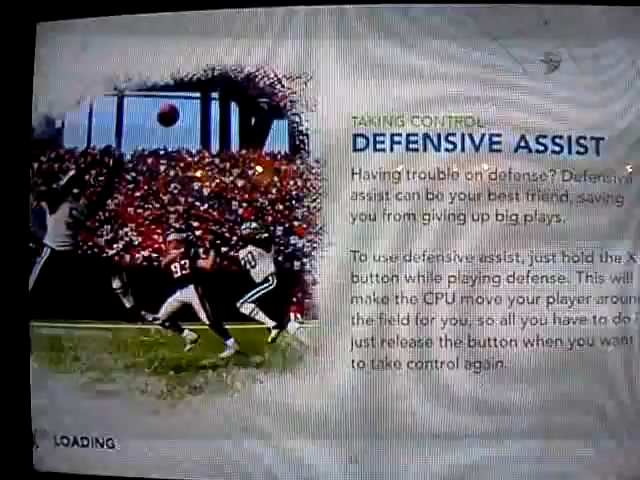 TAKING CONTROL
DEFENSIVE ASSIST
Having trouble on defense? Defensive
assist can be your best friend, saving
you from giving up big plays.
To use defensive assist, just hold the X
button while playing defense. This will
make the CPU move your player aroun
the field for you, so all you have to do
just release the button when you want
to take control again.
93
LOADING